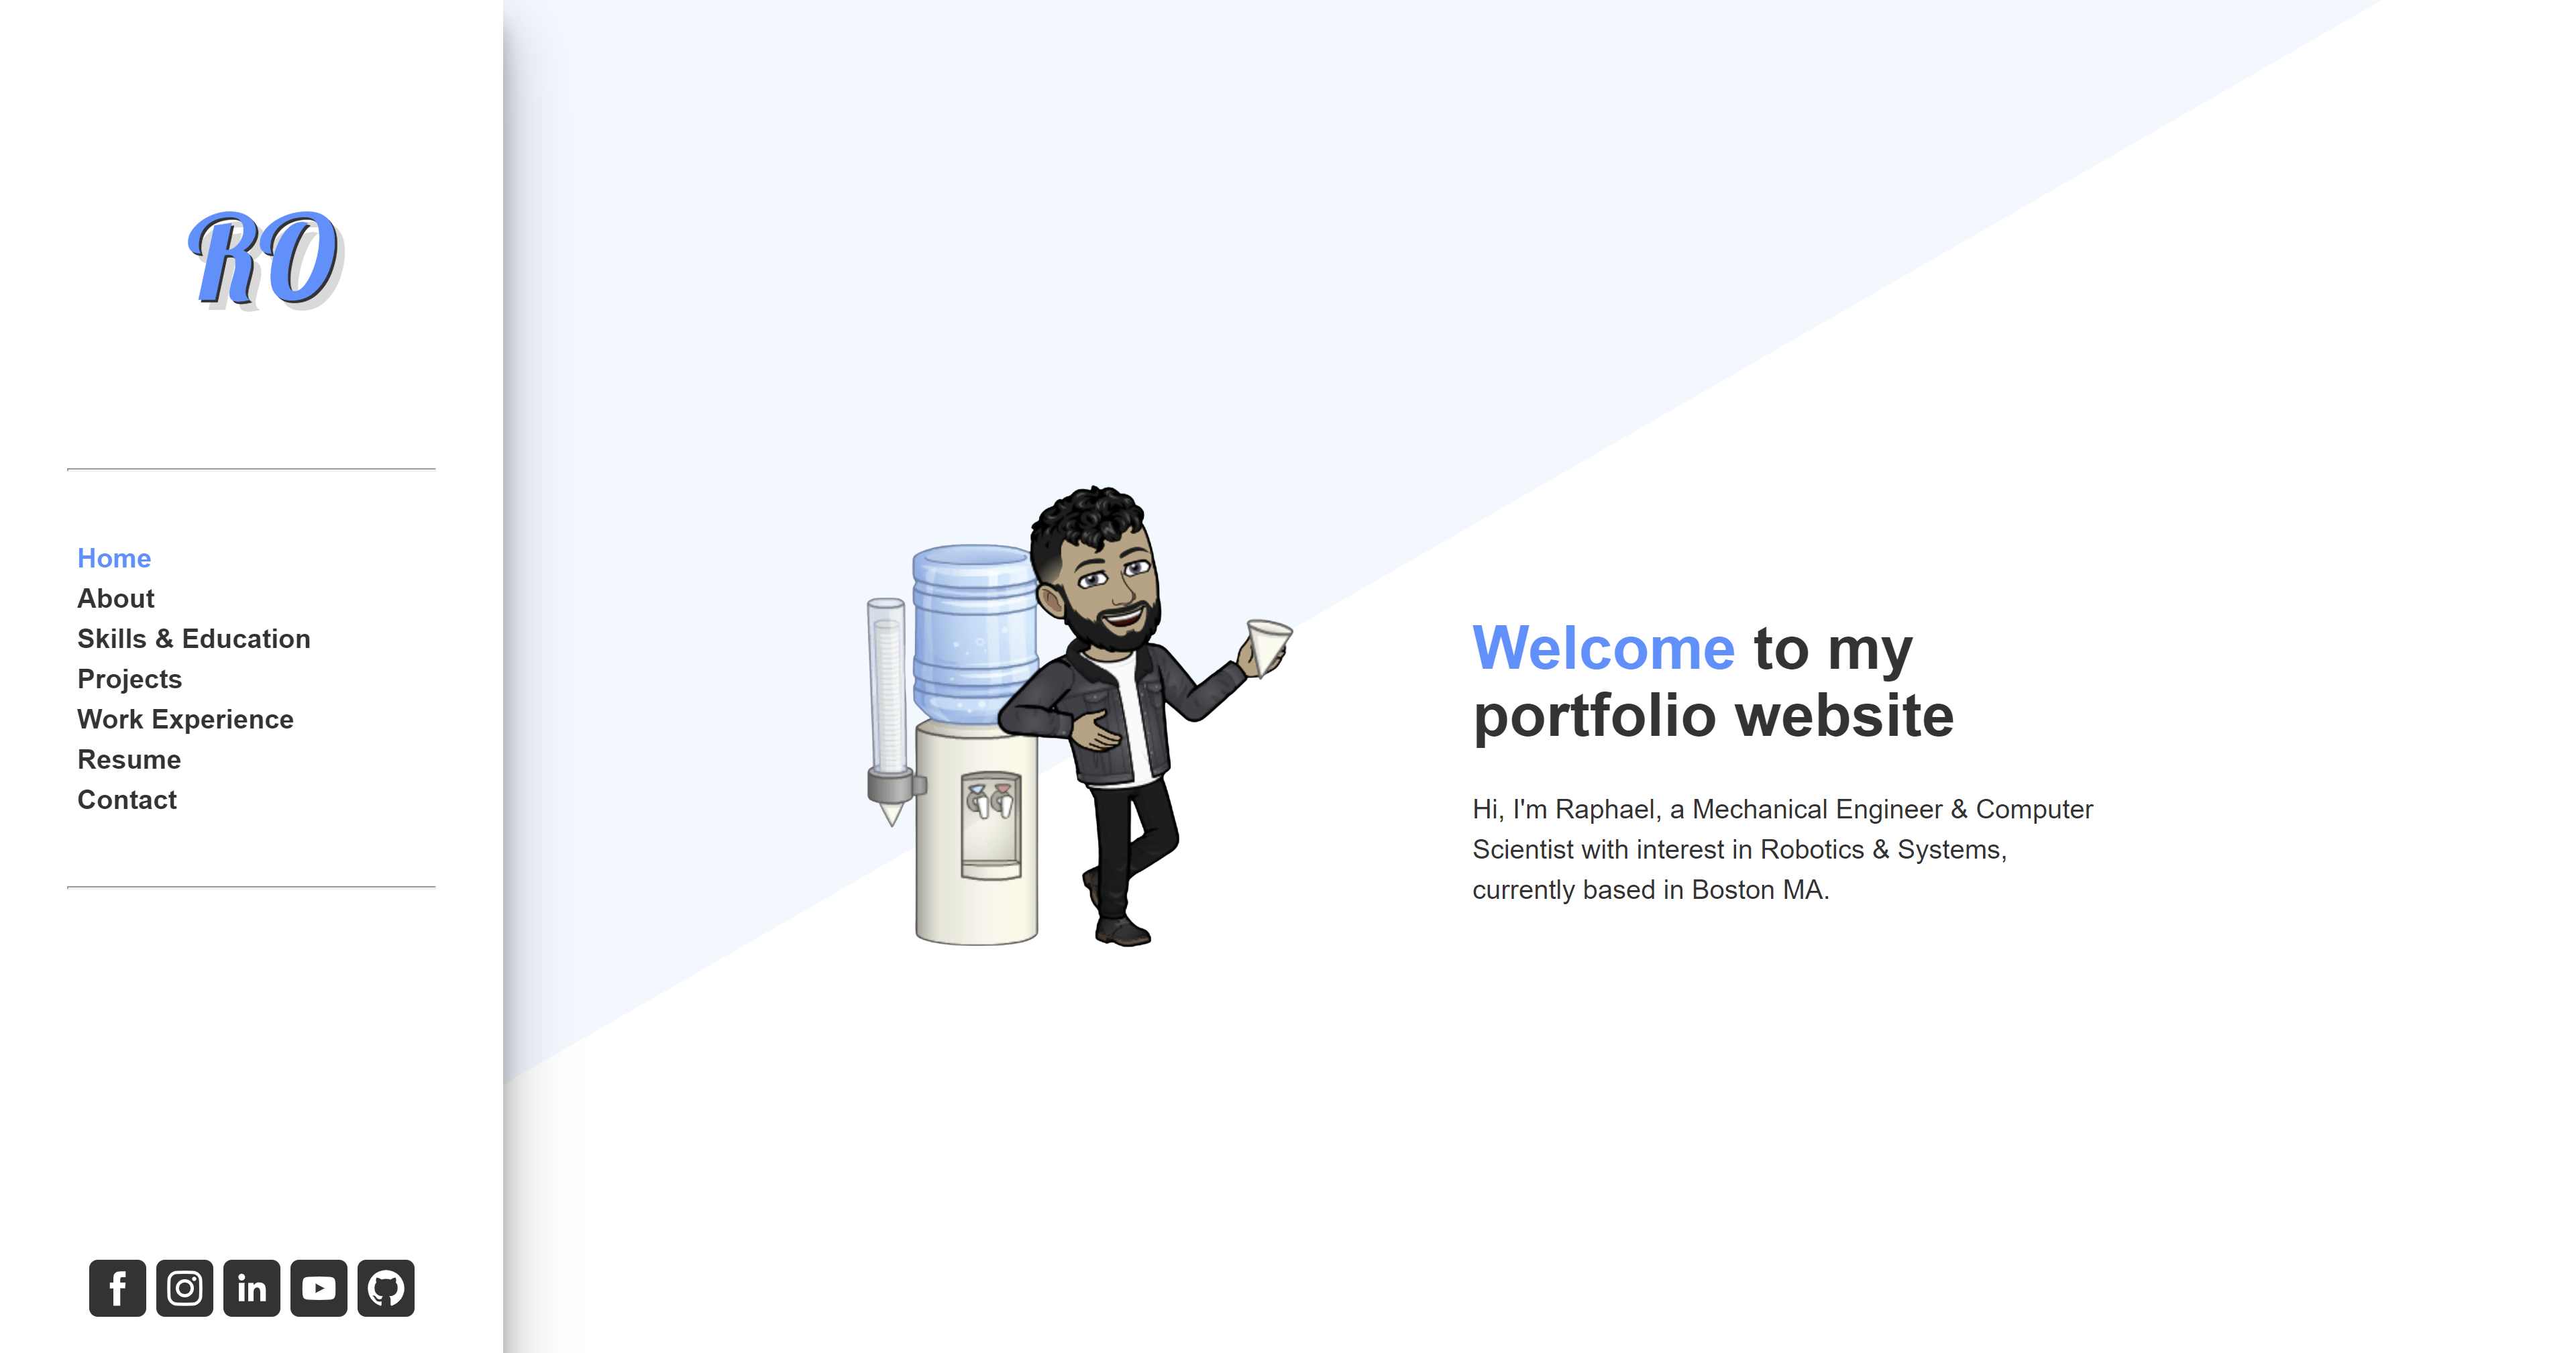 RO
Home
About
Skills & Education
Projects
Work Experience
Resume
Contact
Welcome to my
portfolio website
Hi, I'm Raphael, a Mechanical Engineer & Computer
Scientist with interest in Robotics & Systems,
currently based in Boston MA.